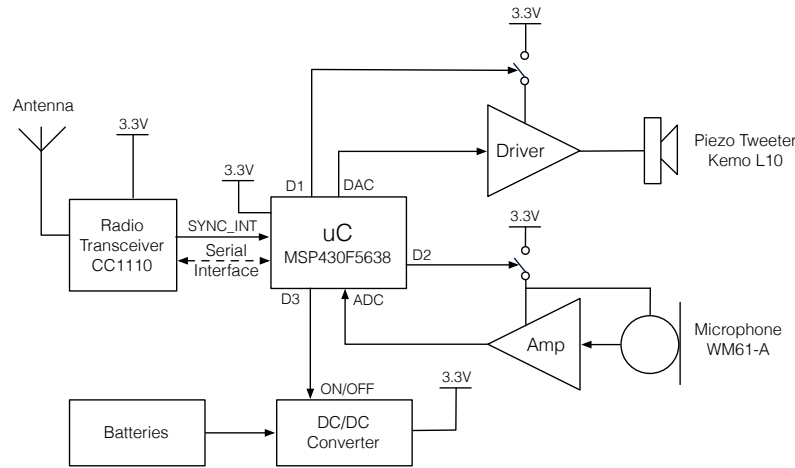 3.3V
Antenna
3.3V
Driver
Piezo Tweeter
Kemo L10
3.3V
D1
DAC
Radio
Transceiver
CC1110
SYNC_INT
Serial
Interface
uC
MSP430F5638
3.3V
D2
D3
ADC
Amp
Microphone
WM61-A
ON/OFF
3.3V
Batteries
DC/DC
Converter